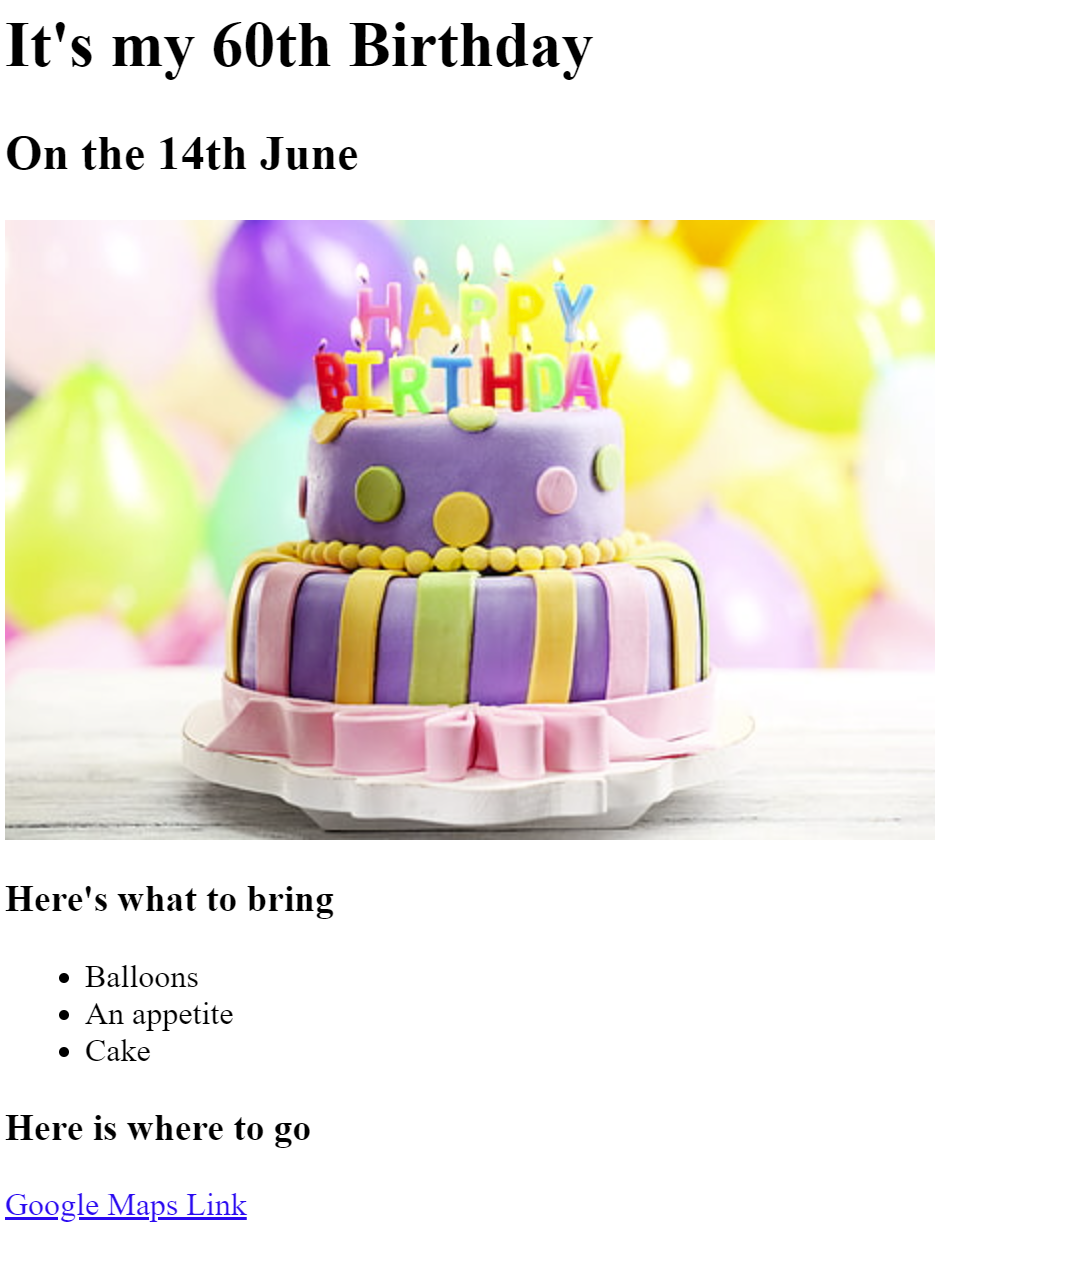 It's my 60th Birthday
On the 14th June
HAPPY
BIRTHDAY
Here's what to bring
Balloons
An appetite
Cake
Here is where to go
Google Maps Link